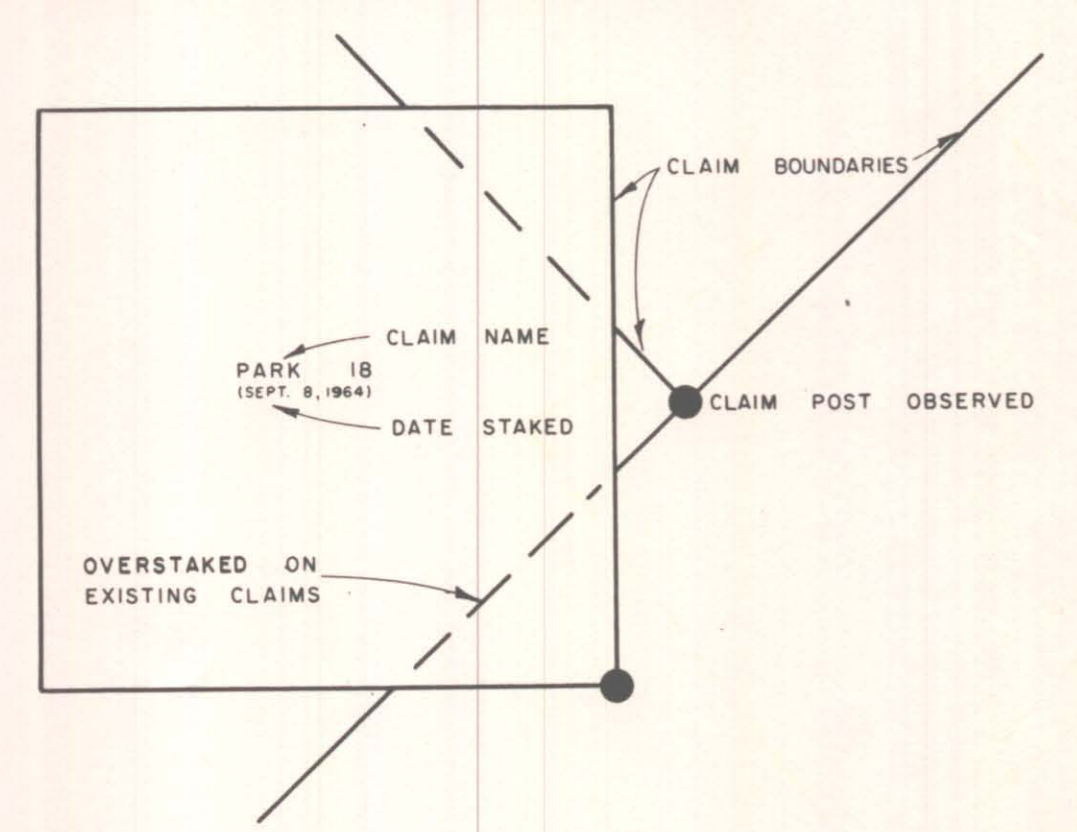 CLAIM BOUNDARIES
CLAIM NAME
PARK 18
(SEPT. 8, 1964)
CLAIM POST OBSERVED
DATE STAKED
OVERSTAKED ON
EXISTING CLAIMS